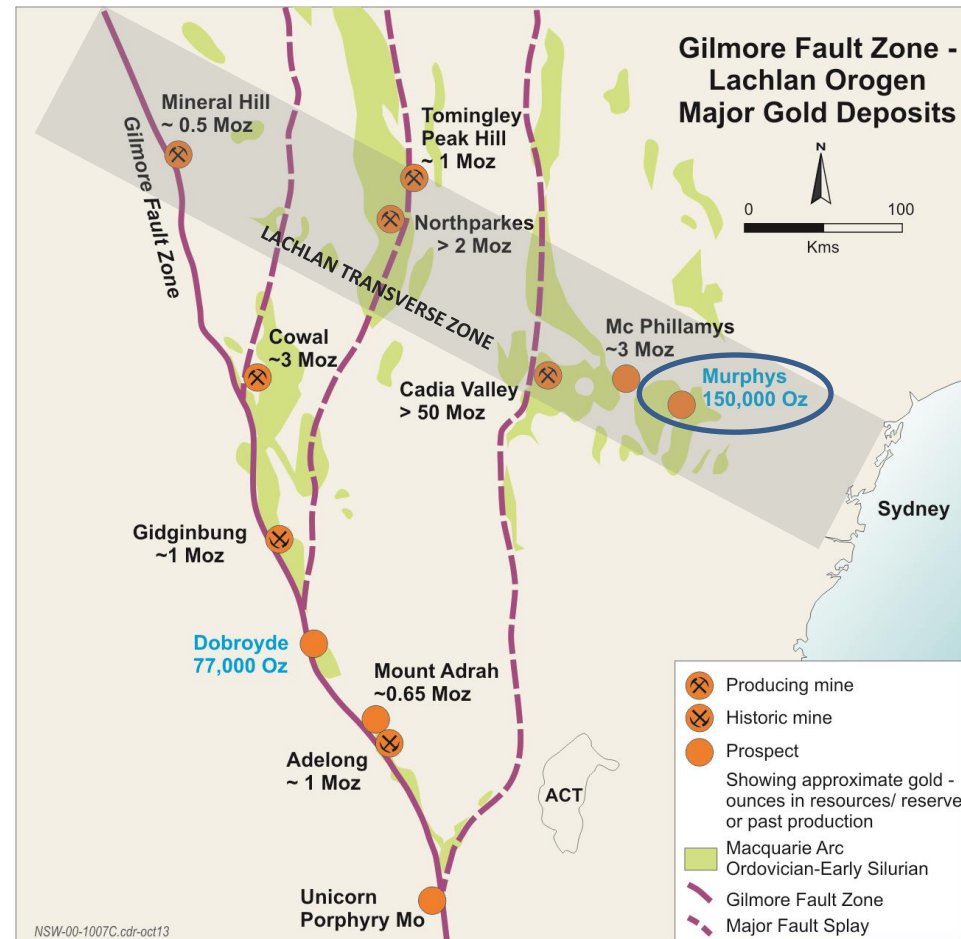 Gilmore Fault Zone -
Lachlan Orogen
Major Gold Deposits
N
0 100
Kms
Mineral Hill
~ 0.5 Moz
Gilmore Fault Zone
Tomingley
Peak Hill
~ 1 Moz
Northparkes
> 2 Moz
LACHLAN TRANSVERSE ZONE
Cowal
~3 Moz
Mc Phillamys
~3 Moz
Cadia Valley
> 50 Moz
Murphys
150,000 Oz
Sydney
Gidginbung
~1 Moz
Dobroyde
77,000 Oz
Mount Adrah
~0.65 Moz
Adelong
~ 1 Moz
ACT
Unicorn
Porphyry Mo
Producing mine
Historic mine
Prospect
Showing approximate gold -
ounces in resources/ reserve
or past production
Macquarie Arc
Ordovician-Early Silurian
Gilmore Fault Zone
Major Fault Splay
NSW-00-1007C.cdr-oct13